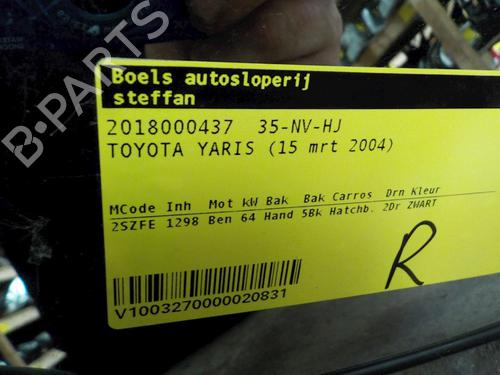 B-PARTS
Boels autosloperij
steffan
2018000437 35-NV-HJ
TOYOTA YARIS (15 mrt 2004)
MCode Inh Mot kW Bak Bak Carros Drn Kleur
2SZFE 1298 Ben 64 Hand 5Bk Hatchb. 2Dr ZWART
R
V1003270000020831